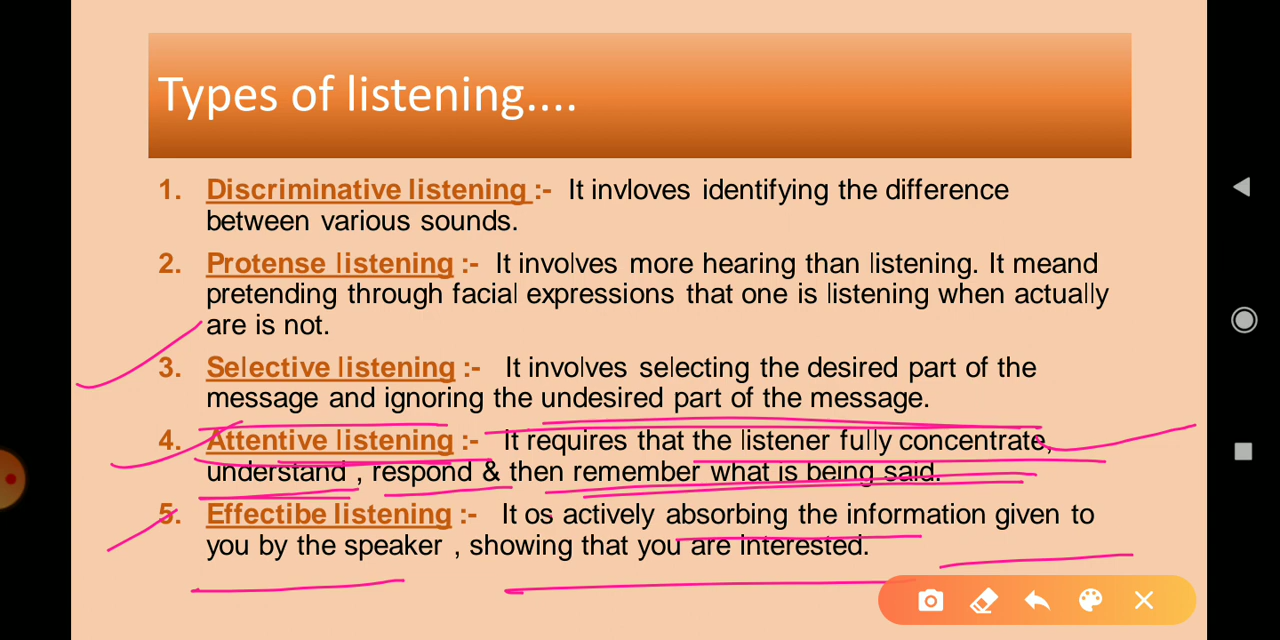 Types of listening....
1. Discriminative listening :- It invloves identifying the difference
between various sounds.
2. Protense listening :- It involves more hearing than listening. It meand
pretending through facial expressions that one is listening when actually
are is not.
3. Selective listening :- It involves selecting the desired part of the
message and ignoring the undesired part of the message.
4. Attentive listening :- It requires that the listener fully concentrate,
understand , respond & then remember what is being said.
5. Effectibe listening :- It os actively absorbing the information given to
you by the speaker , showing that you are interested.